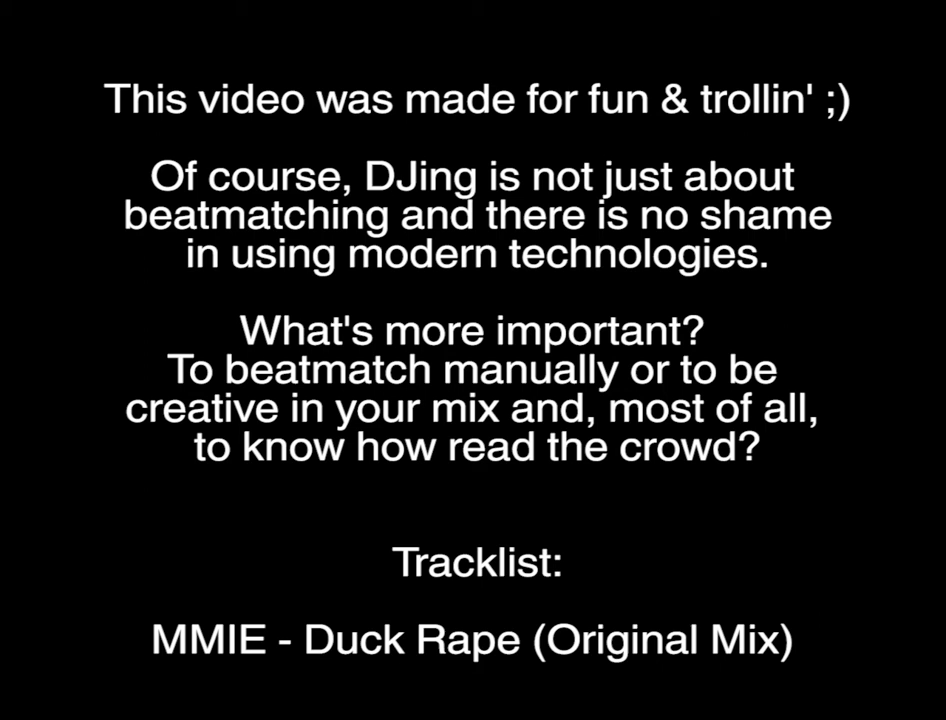 This video was made for fun & trollin' ;)
Of course, DJing is not just about
beatmatching and there is no shame
in using modern technologies.
What's more important?
To beatmatch manually or to be
creative in your mix and, most of all,
to know how read the crowd?
Tracklist:
MMIE - Duck Rape (Original Mix)